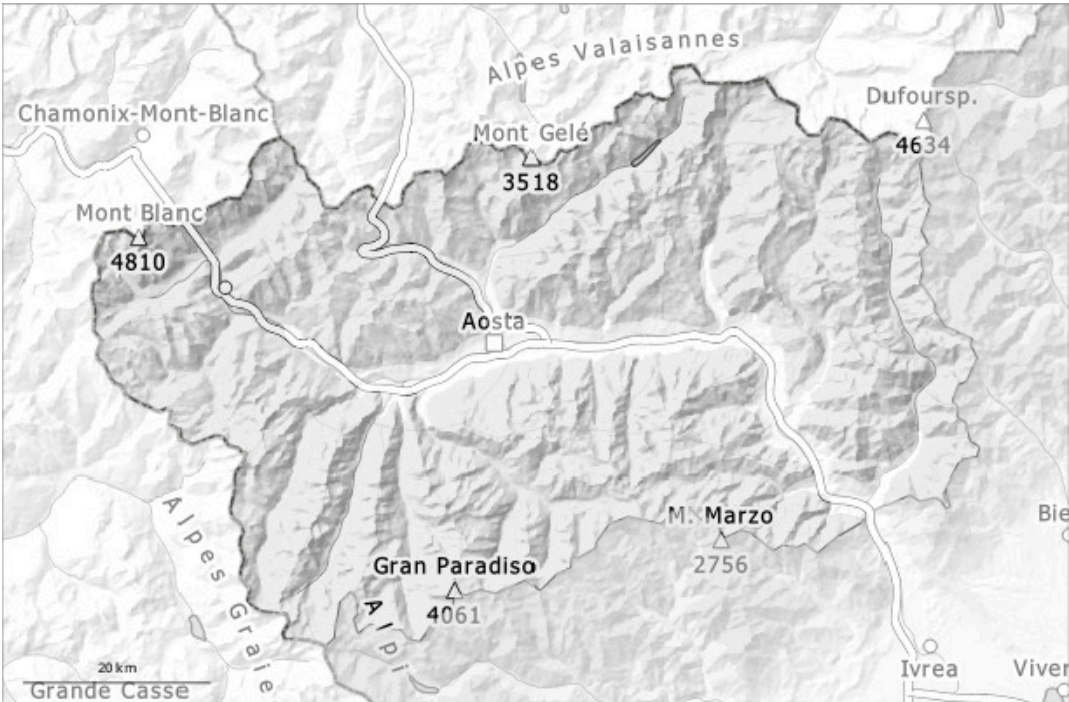 Alpes Valaisannes
Dufoursp.
4634
Chamonix-Mont-Blanc
Mont Gelé
3518
Mont Blanc
4810
Aosta
Alpes Graie
M. Marzo
2756
Bie
Gran Paradiso
4061
Alpi
20 km
Grande Casse
Ivrea
Viver